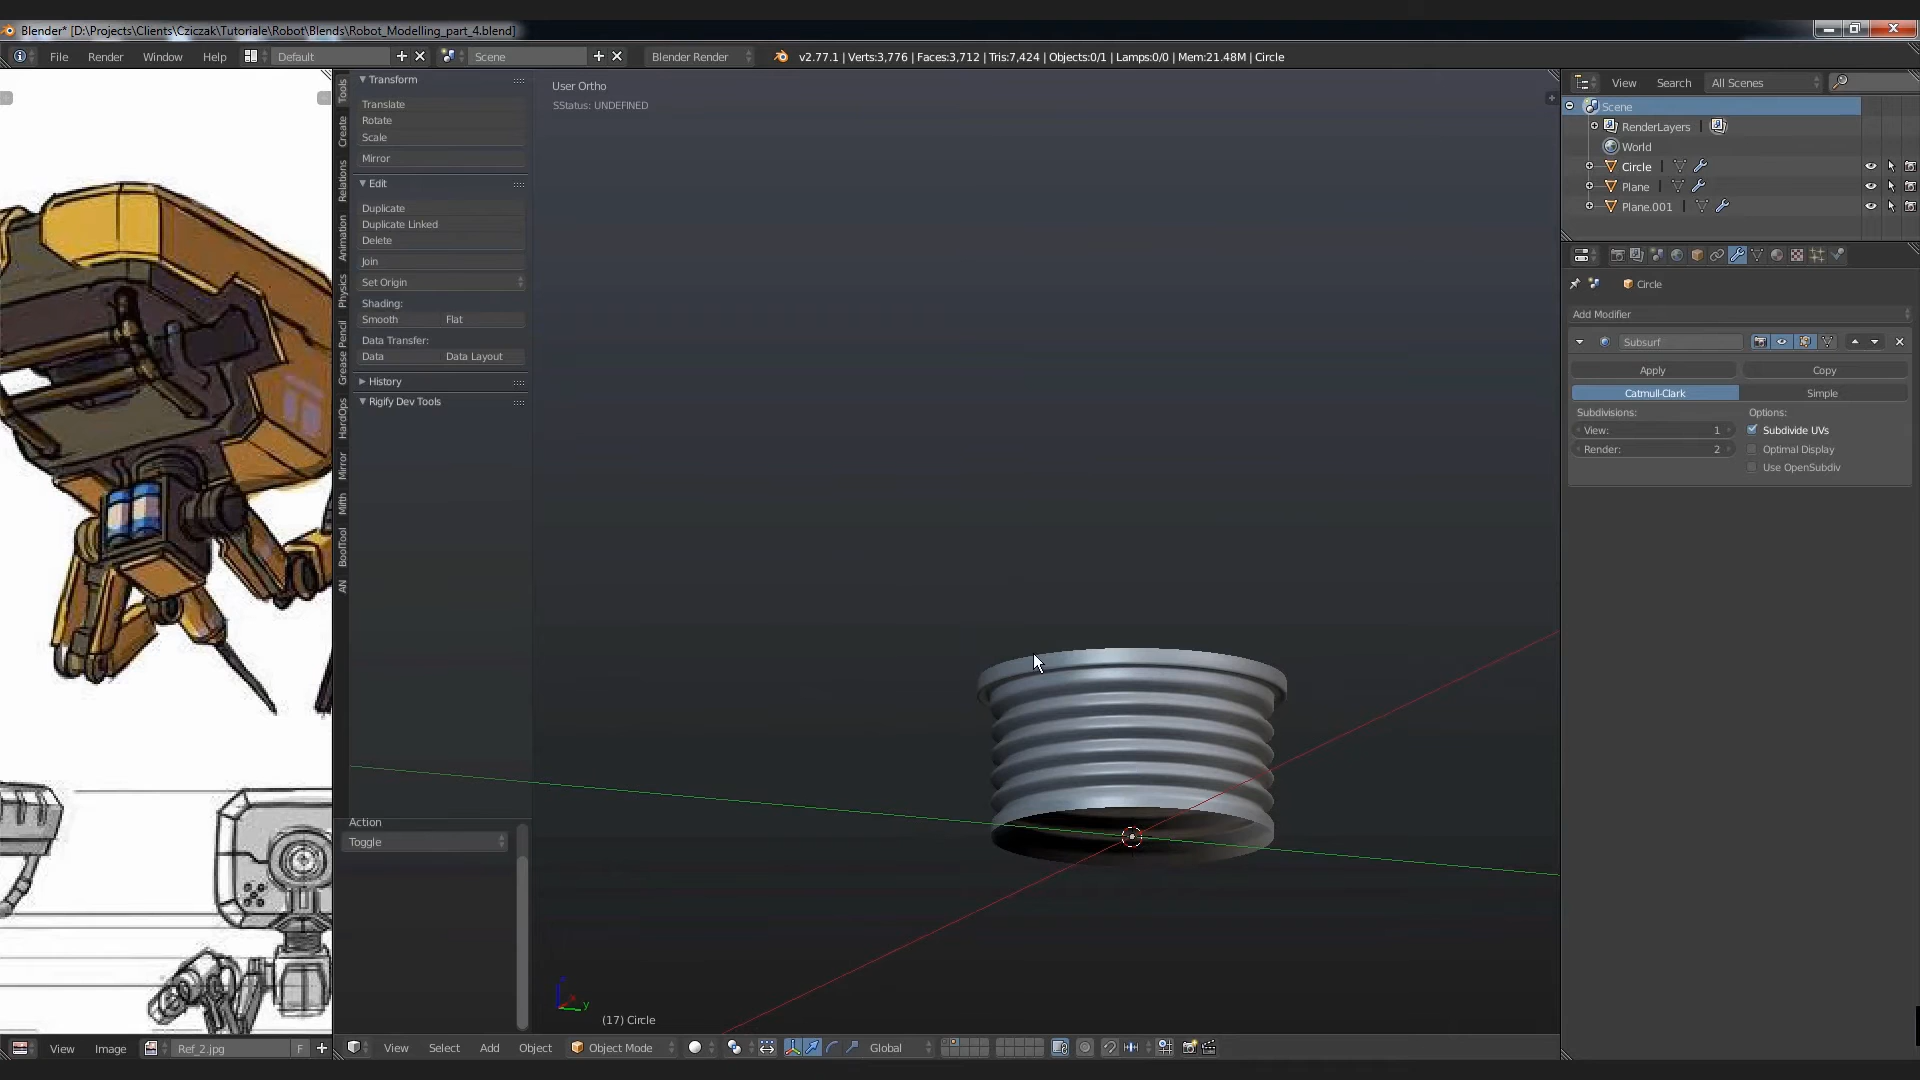 Blender* [D:\Projects\Clients\Cziczak\Tutoriale\Robot\Blends\Robot_Modelling_part_4.blend]
File Render Window Help Default Scene Blender Render v2.77.1 | Verts:3,776 | Faces:3,712 | Tris:7,424 | Objects:0/1 | Lamps:0/0 | Mem:21.48M | Circle
Tools
Create
Relations
Animation
Physics
Grease Pencil
HardOps
Mirror
Mifth
BoolTool
AN
Transform
Translate
Rotate
Scale
Mirror
Edit
Duplicate
Duplicate Linked
Delete
Join
Set Origin
Shading:
Smooth Flat
Data Transfer:
Data Data Layout
History
Rigify Dev Tools
Action
Toggle
User Ortho
SStatus: UNDEFINED
y
(17) Circle
View Search All Scenes
Scene
RenderLayers
World
Circle
Plane
Plane.001
Circle
Add Modifier
Subsurf
Apply Copy
Catmull-Clark Simple
Subdivisions: Options:
View: 1 Subdivide UVs
Render: 2 Optimal Display
Use OpenSubdiv
View Image Ref_2.jpg F
View Select Add Object Object Mode Global